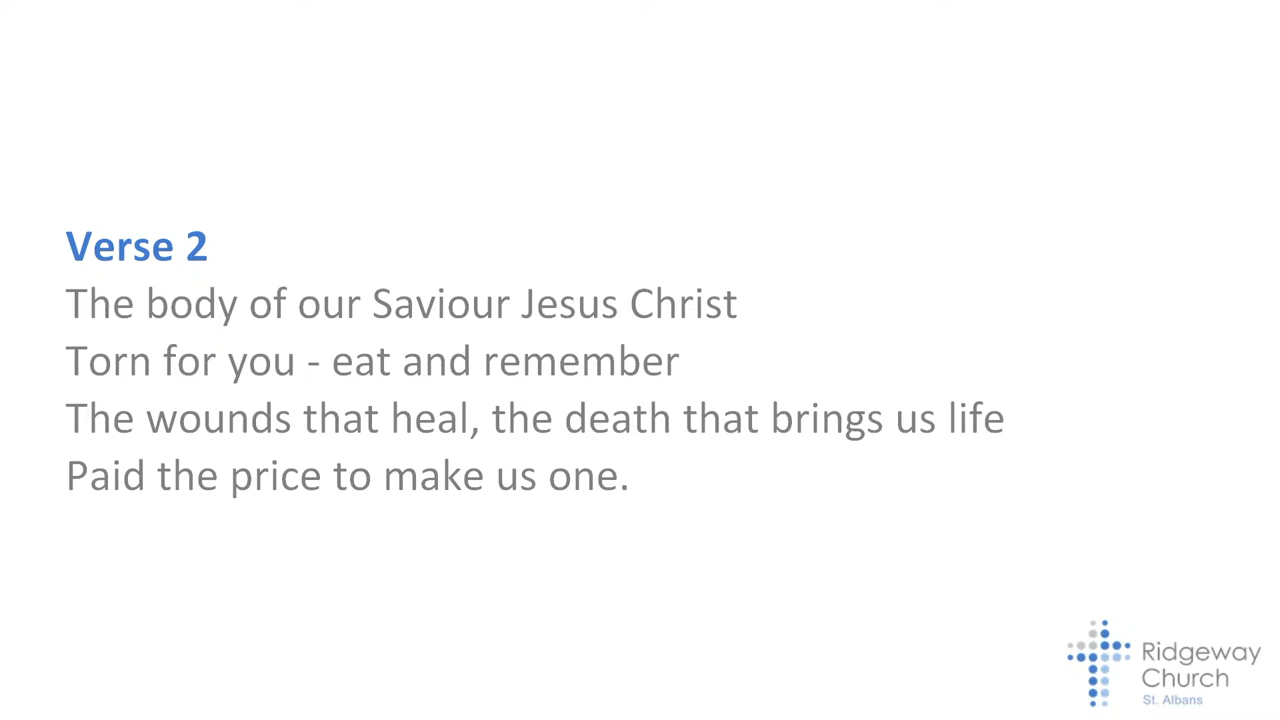 Verse 2
The body of our Saviour Jesus Christ
Torn for you - eat and remember
The wounds that heal, the death that brings us life
Paid the price to make us one.
Ridgeway
Church
St. Albans